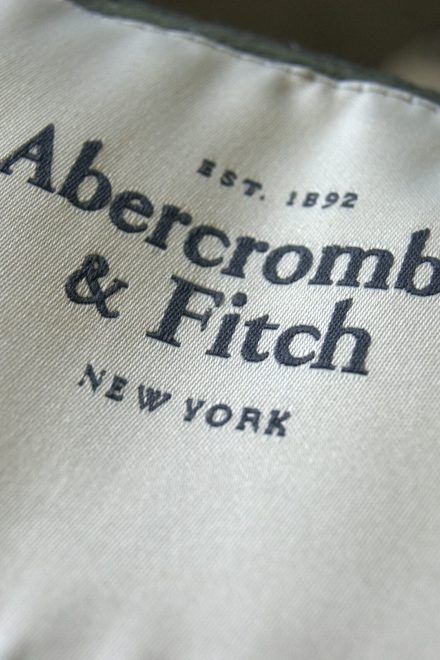 EST. 1892
Abercromb
& Fitch
NEW YORK